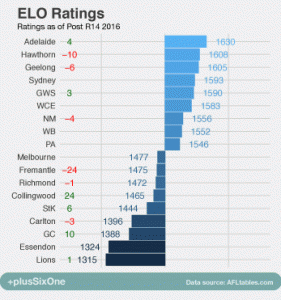 ELO Ratings
Ratings as of Post R14 2016
Adelaide 4 1630
Hawthorn -10 1608
Geelong -6 1605
Sydney 1593
GWS 3 1590
WCE 1583
NM -4 1556
WB 1552
PA 1546
Melbourne 1477
Fremantle -24 1475
Richmond -1 1472
Collingwood 24 1465
StK 6 1444
Carlton -3 1396
GC 10 1388
Essendon 1324
Lions 1 1315
+plusSixOne Data source: AFLtables.com